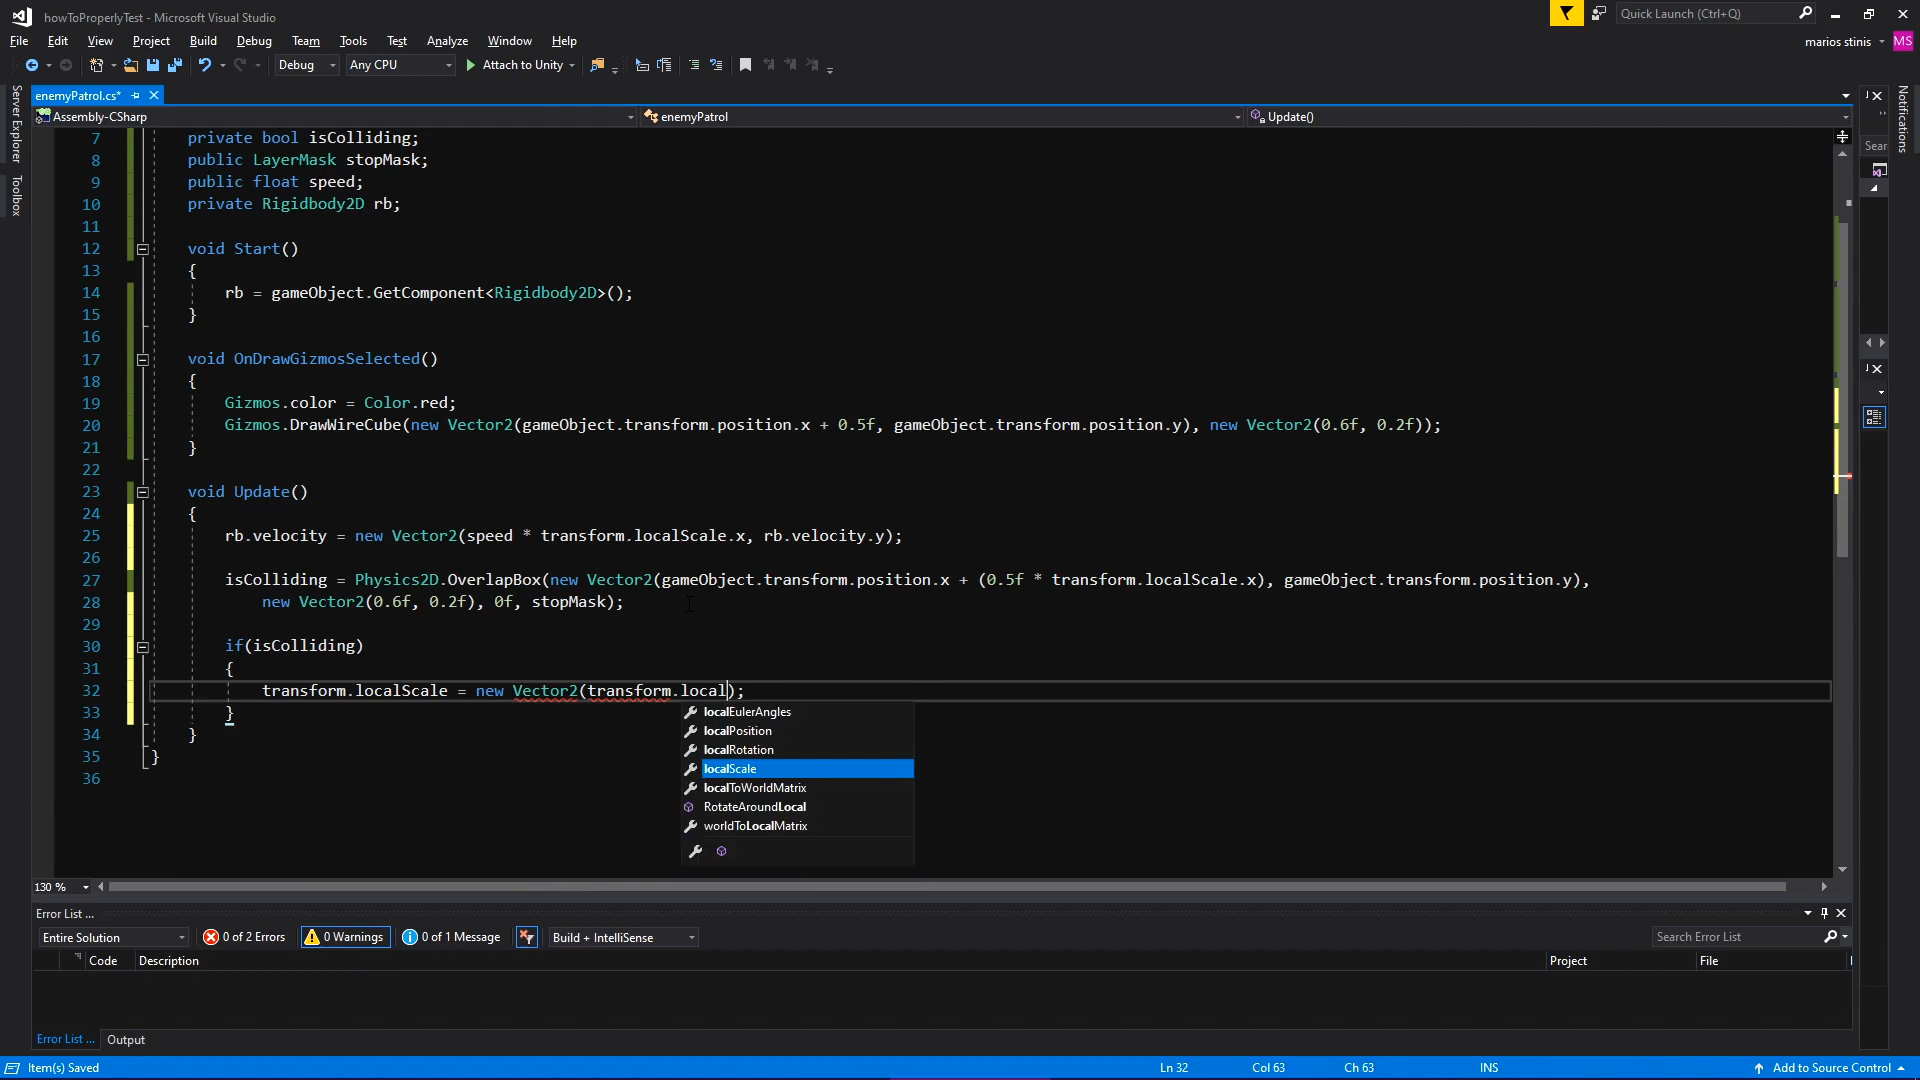 howToProperlyTest - Microsoft Visual Studio
Quick Launch (Ctrl+Q)
File Edit View Project Build Debug Team Tools Test Analyze Window Help
marios stinis MS
Debug Any CPU Attach to Unity
enemyPatrol.cs*
Assembly-CSharp enemyPatrol Update()
Server Explorer
Toolbox
Notifications
Sear
7 private bool isColliding;
8 public LayerMask stopMask;
9 public float speed;
10 private Rigidbody2D rb;
11
12 void Start()
13 {
14 rb = gameObject.GetComponent<Rigidbody2D>();
15 }
16
17 void OnDrawGizmosSelected()
18 {
19 Gizmos.color = Color.red;
20 Gizmos.DrawWireCube(new Vector2(gameObject.transform.position.x + 0.5f, gameObject.transform.position.y), new Vector2(0.6f, 0.2f));
21 }
22
23 void Update()
24 {
25 rb.velocity = new Vector2(speed * transform.localScale.x, rb.velocity.y);
26
27 isColliding = Physics2D.OverlapBox(new Vector2(gameObject.transform.position.x + (0.5f * transform.localScale.x), gameObject.transform.position.y),
28 new Vector2(0.6f, 0.2f), 0f, stopMask);
29
30 if(isColliding)
31 {
32 transform.localScale = new Vector2(transform.local);
33 }
34 }
35 }
36
localEulerAngles
localPosition
localRotation
localScale
localToWorldMatrix
RotateAroundLocal
worldToLocalMatrix
130 %
Error List ...
Entire Solution 0 of 2 Errors 0 Warnings 0 of 1 Message Build + IntelliSense Search Error List
Code Description Project File
Error List ... Output
Item(s) Saved Ln 32 Col 63 Ch 63 INS Add to Source Control